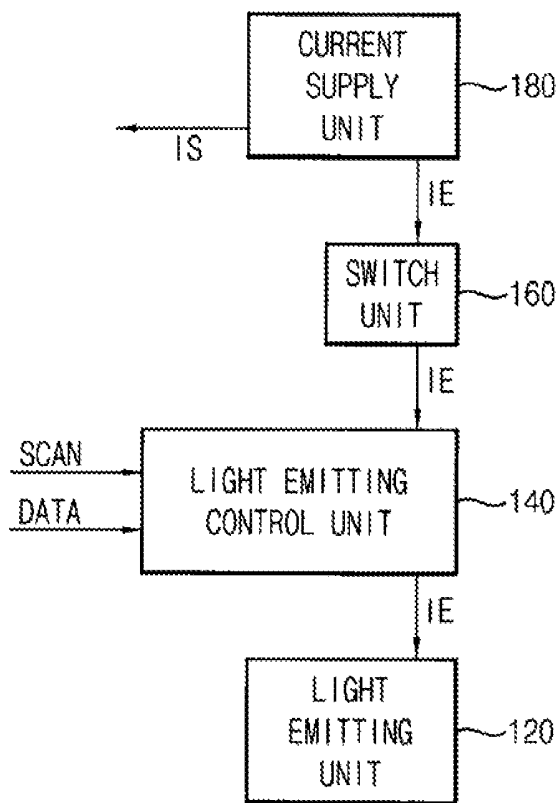 CURRENT
SUPPLY
UNIT
180
IS
IE
SWITCH
UNIT
160
IE
SCAN
DATA
LIGHT EMITTING
CONTROL UNIT
140
IE
LIGHT
EMITTING
UNIT
120